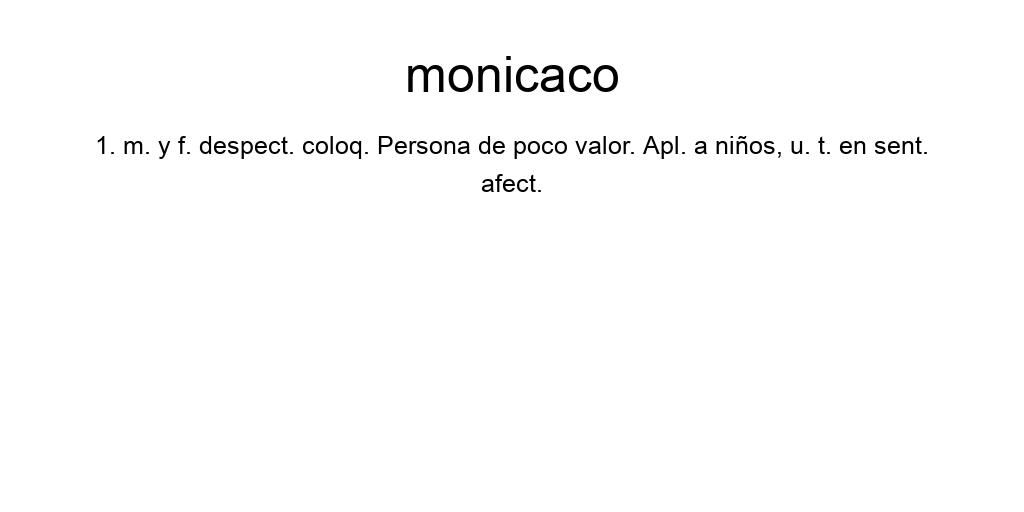 monicaco
1. m. y f. despect. coloq. Persona de poco valor. Apl. a niños, u. t. en sent.
afect.